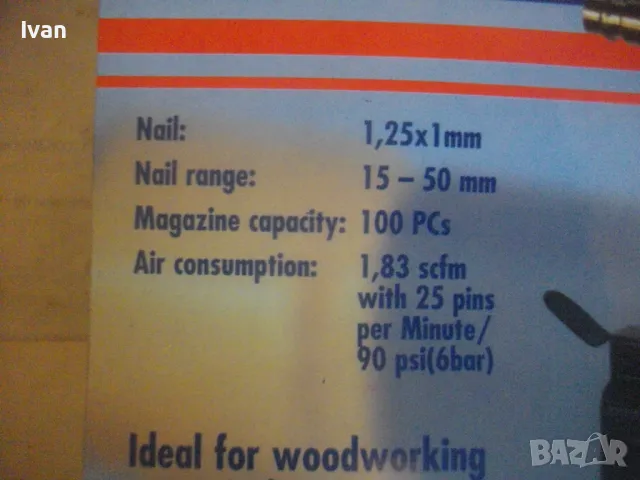 Ivan
Nail: 1,25x1mm
Nail range: 15 – 50 mm
Magazine capacity: 100 PCs
Air consumption: 1,83 scfm
with 25 pins
per Minute/
90 psi(6bar)
Ideal for woodworking
BAZAR